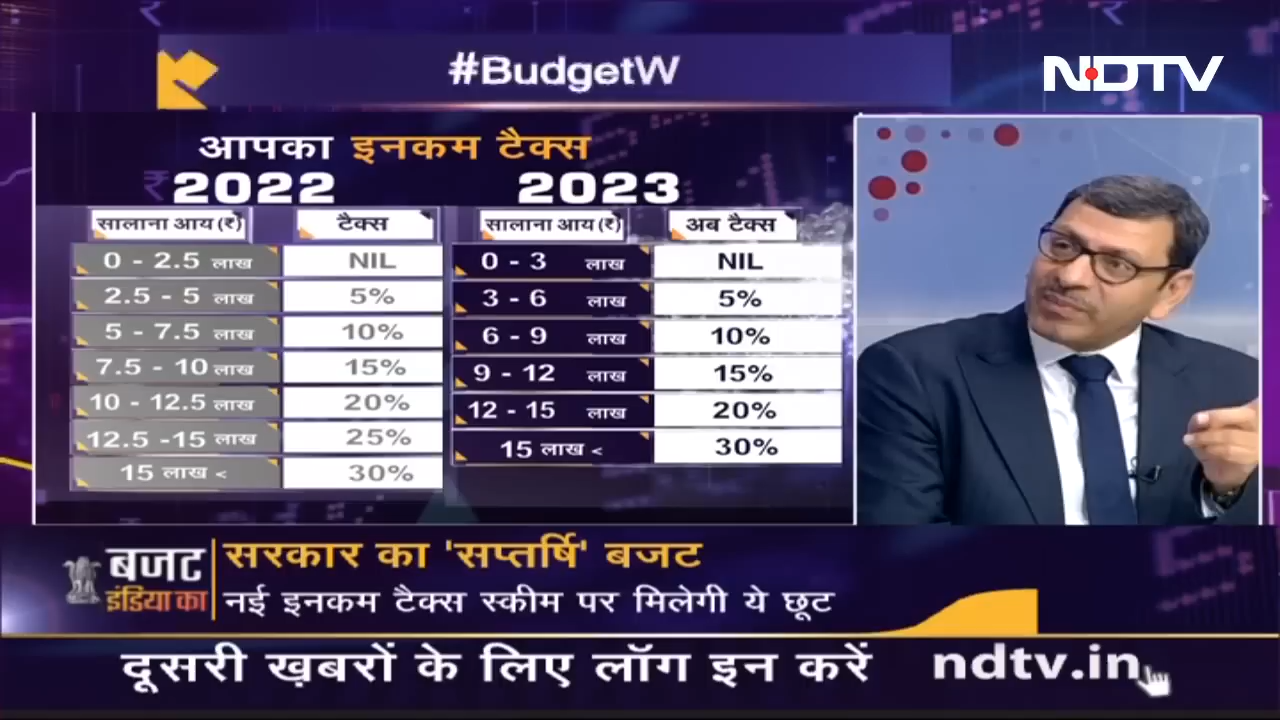 #BudgetW
NDTV
आपका इनकम टैक्स
2022 2023
सालाना आय (₹) टैक्स सालाना आय (₹) अब टैक्स
0 - 2.5 लाख NIL 0 - 3 लाख NIL
2.5 - 5 लाख 5% 3 - 6 लाख 5%
5 - 7.5 लाख 10% 6 - 9 लाख 10%
7.5 - 10 लाख 15% 9 - 12 लाख 15%
10 - 12.5 लाख 20% 12 - 15 लाख 20%
12.5 -15 लाख 25% 15 लाख < 30%
15 लाख < 30%
बजट
इंडिया का
सरकार का 'सप्तर्षि' बजट
नई इनकम टैक्स स्कीम पर मिलेगी ये छूट
दूसरी ख़बरों के लिए लॉग इन करें ndtv.in